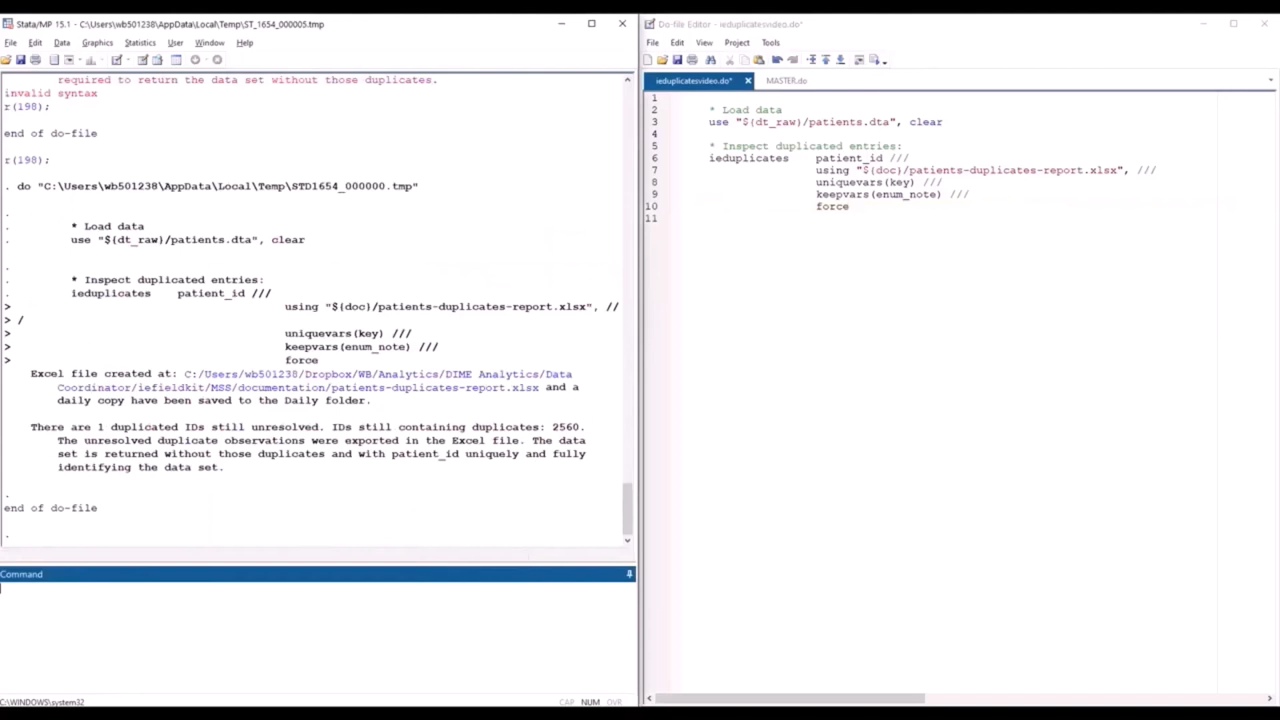 Stata/MP 15.1 - C:\Users\wb501238\AppData\Local\Temp\ST_1654_000005.tmp
File Edit Data Graphics Statistics User Window Help
required to return the data set without those duplicates.
invalid syntax
r(198);
end of do-file
r(198);
. do "C:\Users\wb501238\AppData\Local\Temp\STD1654_000000.tmp"
.
. * Load data
. use "${dt_raw}/patients.dta", clear
.
. * Inspect duplicated entries:
. ieduplicates patient_id ///
> using "${doc}/patients-duplicates-report.xlsx", //
> /
> uniquevars(key) ///
> keepvars(enum_note) ///
> force
Excel file created at: C:/Users/wb501238/Dropbox/WB/Analytics/DIME Analytics/Data
Coordinator/iefieldkit/MSS/documentation/patients-duplicates-report.xlsx and a
daily copy have been saved to the Daily folder.
There are 1 duplicated IDs still unresolved. IDs still containing duplicates: 2560.
The unresolved duplicate observations were exported in the Excel file. The data
set is returned without those duplicates and with patient_id uniquely and fully
identifying the data set.
.
end of do-file
.
Command
C:\WINDOWS\system32
CAP NUM OVR
Do-file Editor - ieduplicatesvideo.do*
File Edit View Project Tools
ieduplicatesvideo.do* MASTER.do
1
2 * Load data
3 use "${dt_raw}/patients.dta", clear
4
5 * Inspect duplicated entries:
6 ieduplicates patient_id ///
7 using "${doc}/patients-duplicates-report.xlsx", ///
8 uniquevars(key) ///
9 keepvars(enum_note) ///
10 force
11